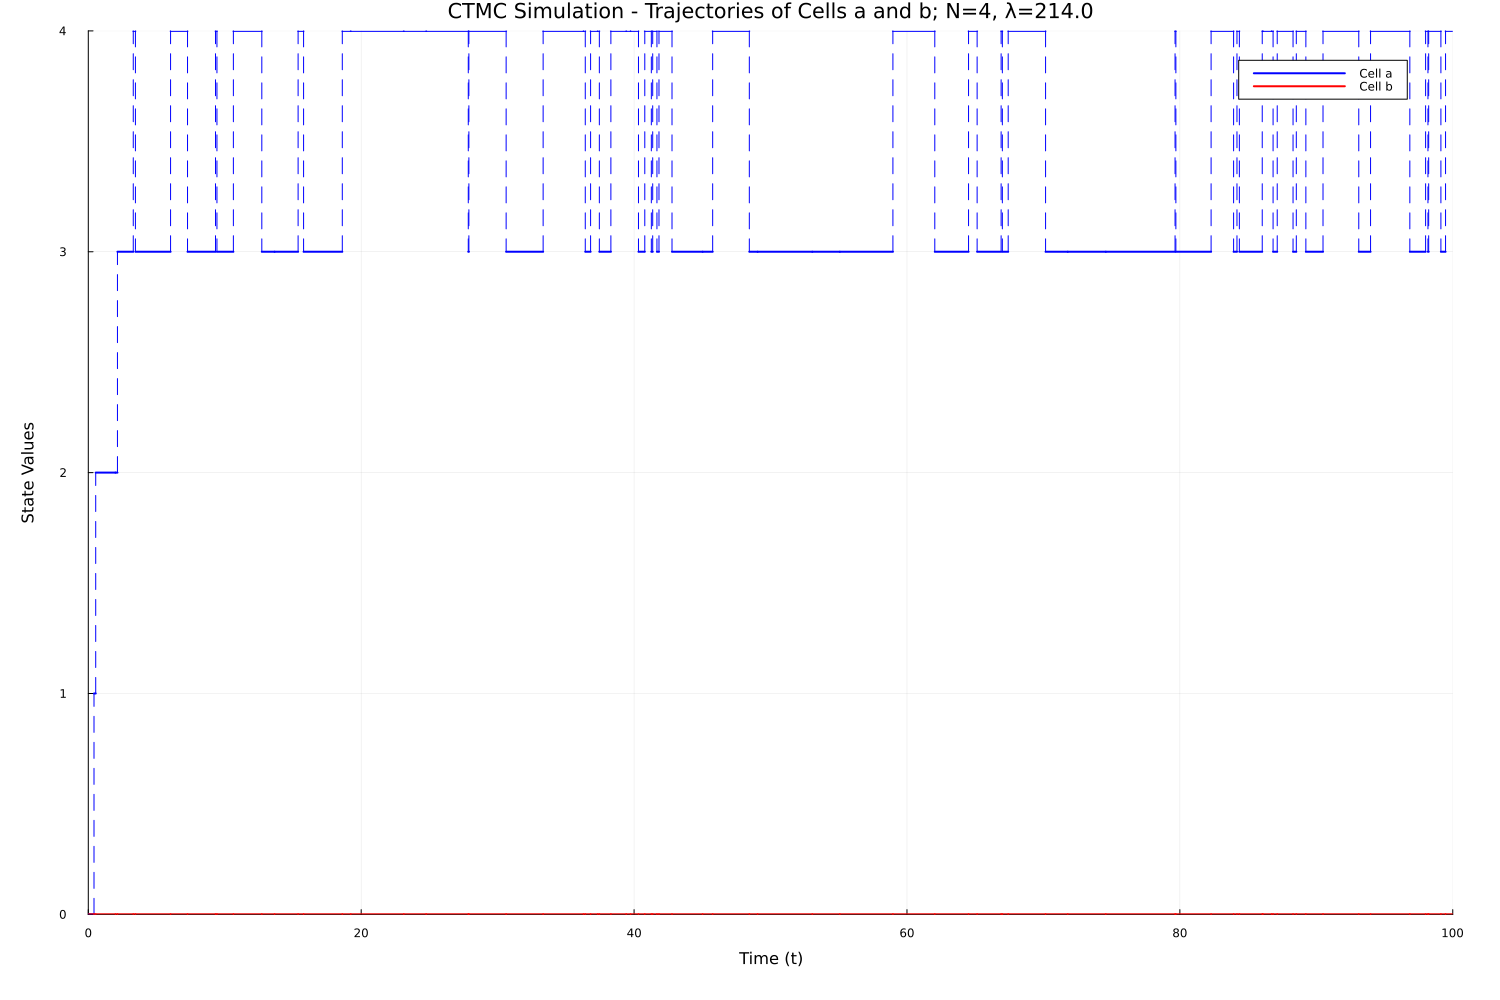 CTMC Simulation - Trajectories of Cells a and b; N=4, λ=214.0
4
Cell a
Cell b
3
State Values
2
1
0
0 20 40 60 80 100
Time (t)